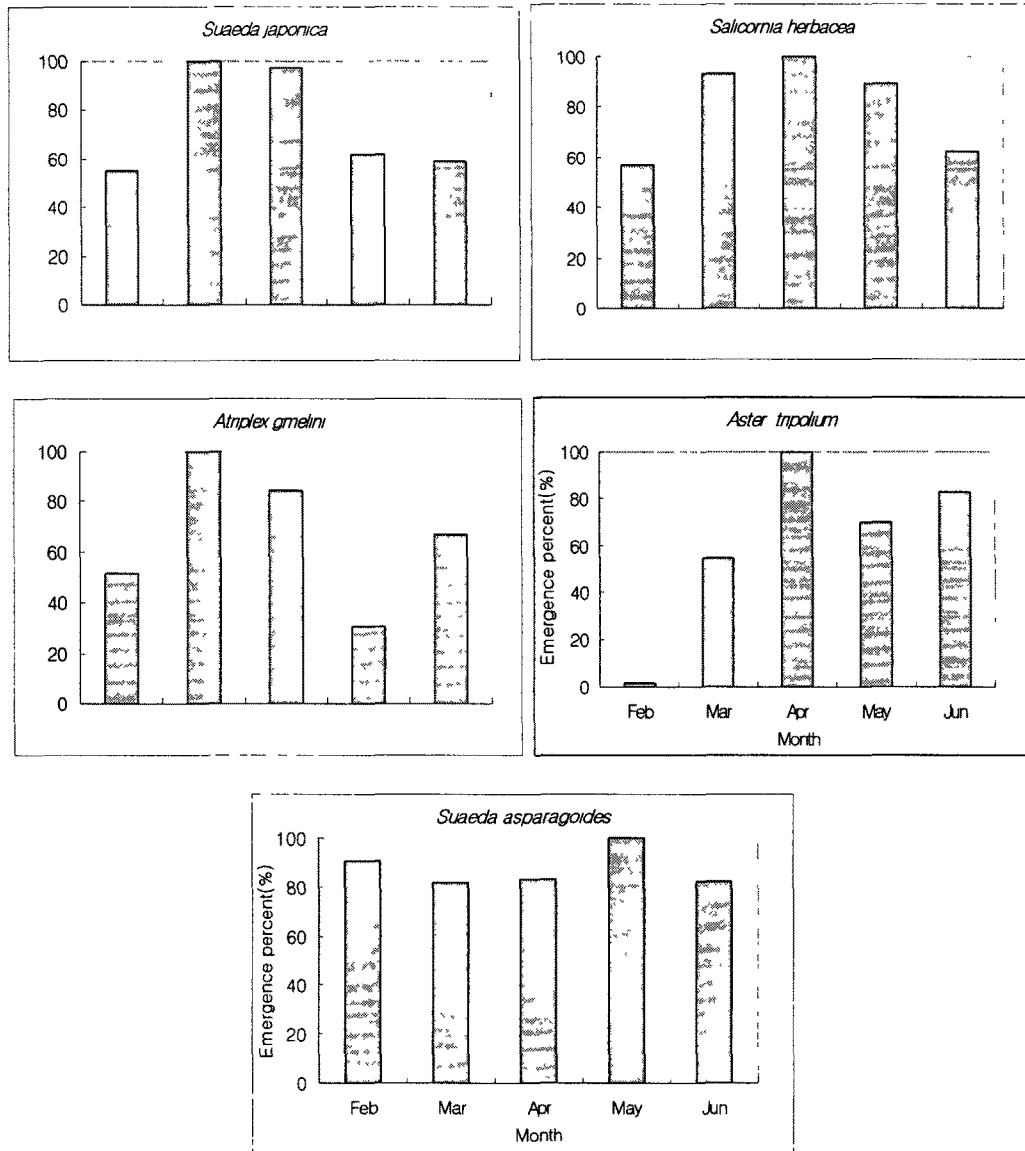 Suaeda japonica
100
80
60
40
20
0
Salicornia herbacea
100
80
60
40
20
0
Atriplex gmelini
100
80
60
40
20
0
Aster tripolium
Emergence percent(%)
100
80
60
40
20
0
Feb Mar Apr May Jun
Month
Suaeda asparagoides
Emergence percent(%)
100
80
60
40
20
0
Feb Mar Apr May Jun
Month